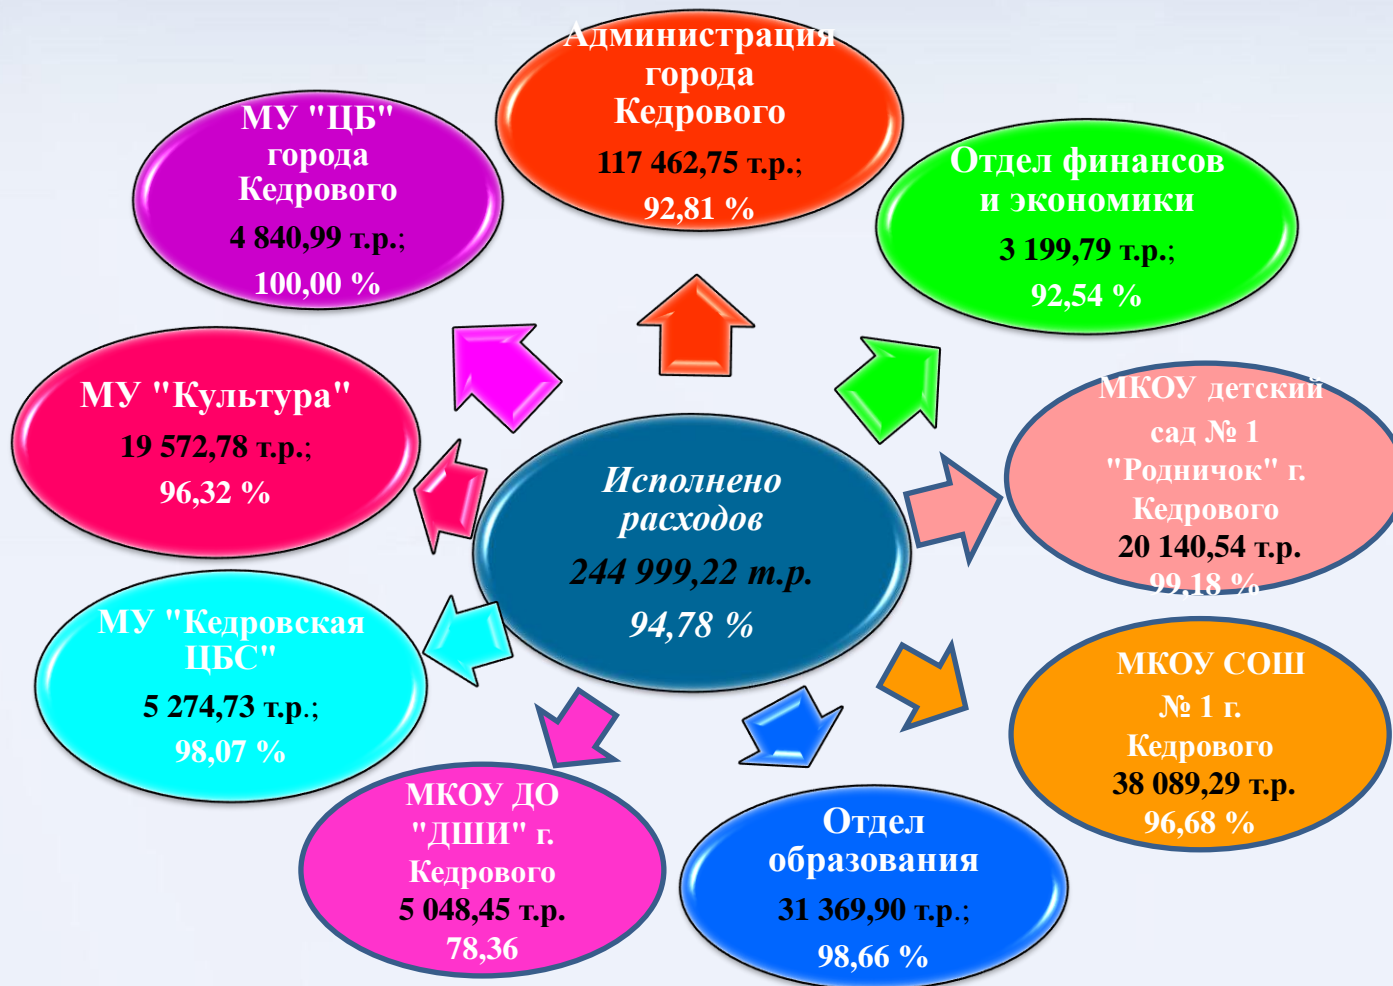 Администрация
города
Кедрового
117 462,75 т.р.;
92,81 %
Отдел финансов
и экономики
3 199,79 т.р.;
92,54 %
МКОУ детский
сад № 1
"Родничок" г.
Кедрового
20 140,54 т.р.
99,18 %
МКОУ СОШ
№ 1 г.
Кедрового
38 089,29 т.р.
96,68 %
Отдел
образования
31 369,90 т.р.;
98,66 %
МКОУ ДО
"ДШИ" г.
Кедрового
5 048,45 т.р.
78,36
МУ "Кедровская
ЦБС"
5 274,73 т.р.;
98,07 %
МУ "Культура"
19 572,78 т.р.;
96,32 %
МУ "ЦБ"
города
Кедрового
4 840,99 т.р.;
100,00 %
Исполнено
расходов
244 999,22 т.р.
94,78 %